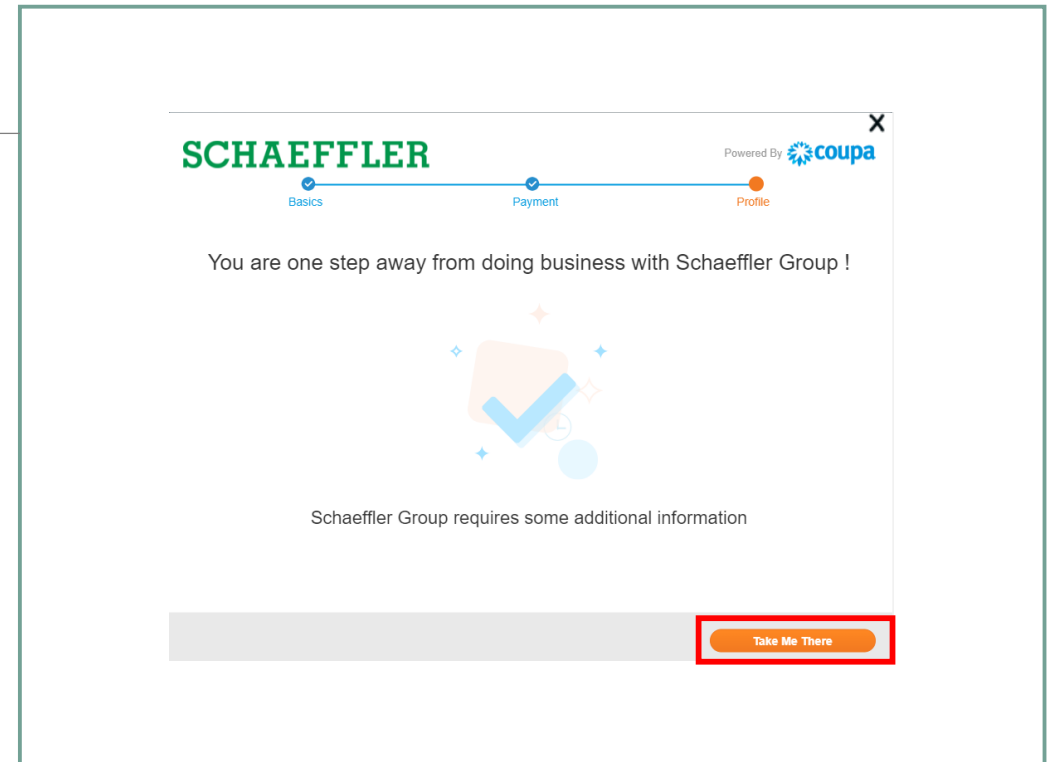 X
SCHAEFFLER
Powered By coupa
Basics Payment Profile
You are one step away from doing business with Schaeffler Group !
Schaeffler Group requires some additional information
Take Me There